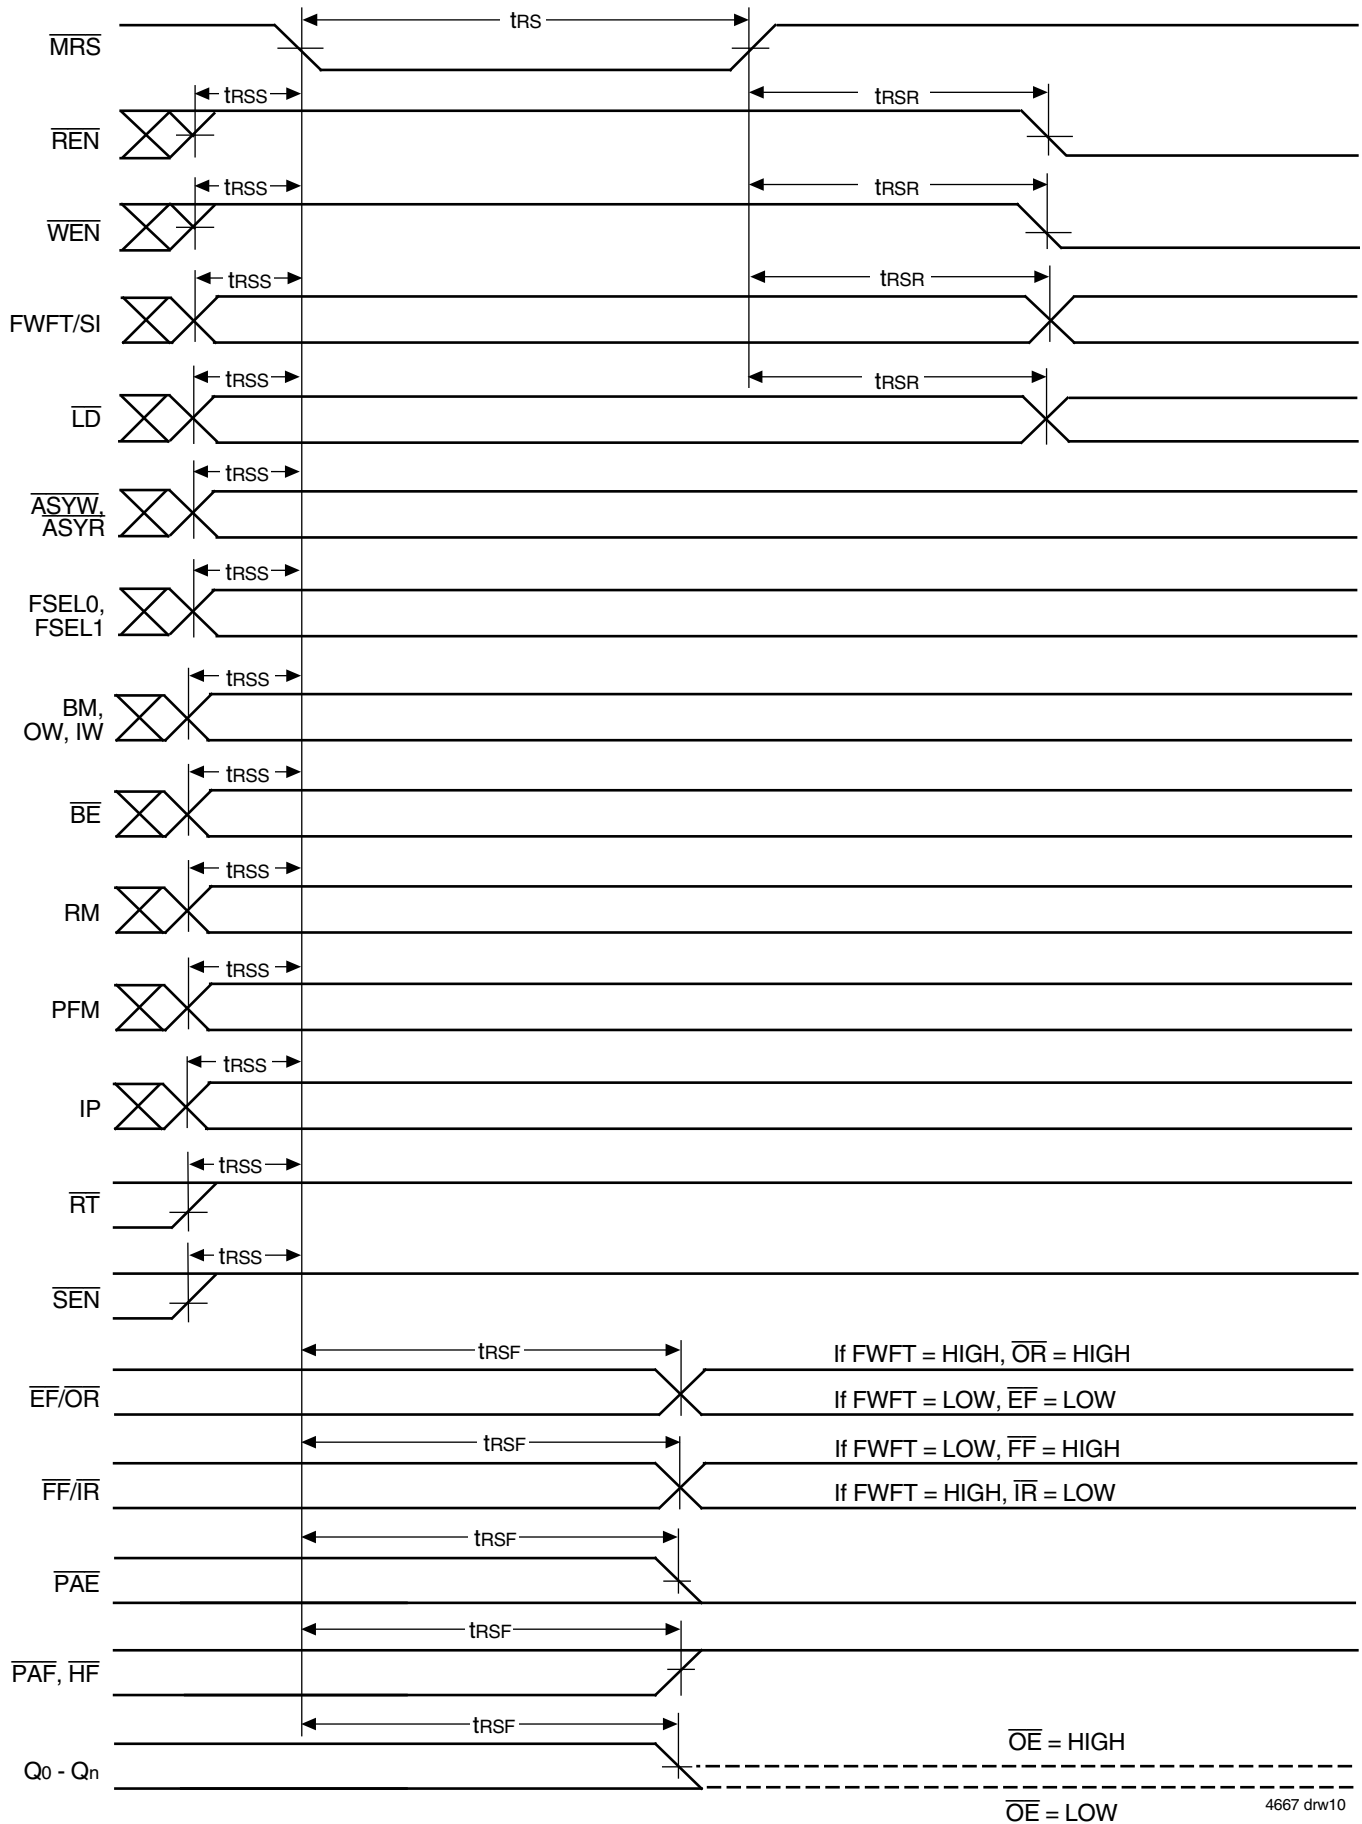 tRS
MRS
tRSS tRSR
REN
tRSS tRSR
WEN
tRSS tRSR
FWFT/SI
tRSS tRSR
LD
tRSS
ASYW,
ASYR
tRSS
FSEL0,
FSEL1
tRSS
BM,
OW, IW
tRSS
BE
tRSS
RM
tRSS
PFM
tRSS
IP
tRSS
RT
tRSS
SEN
tRSF If FWFT = HIGH, OR = HIGH
EF/OR If FWFT = LOW, EF = LOW
tRSF If FWFT = LOW, FF = HIGH
FF/IR If FWFT = HIGH, IR = LOW
tRSF
PAE
tRSF
PAF, HF
tRSF
OE = HIGH
Q0 - Qn
OE = LOW
4667 drw10